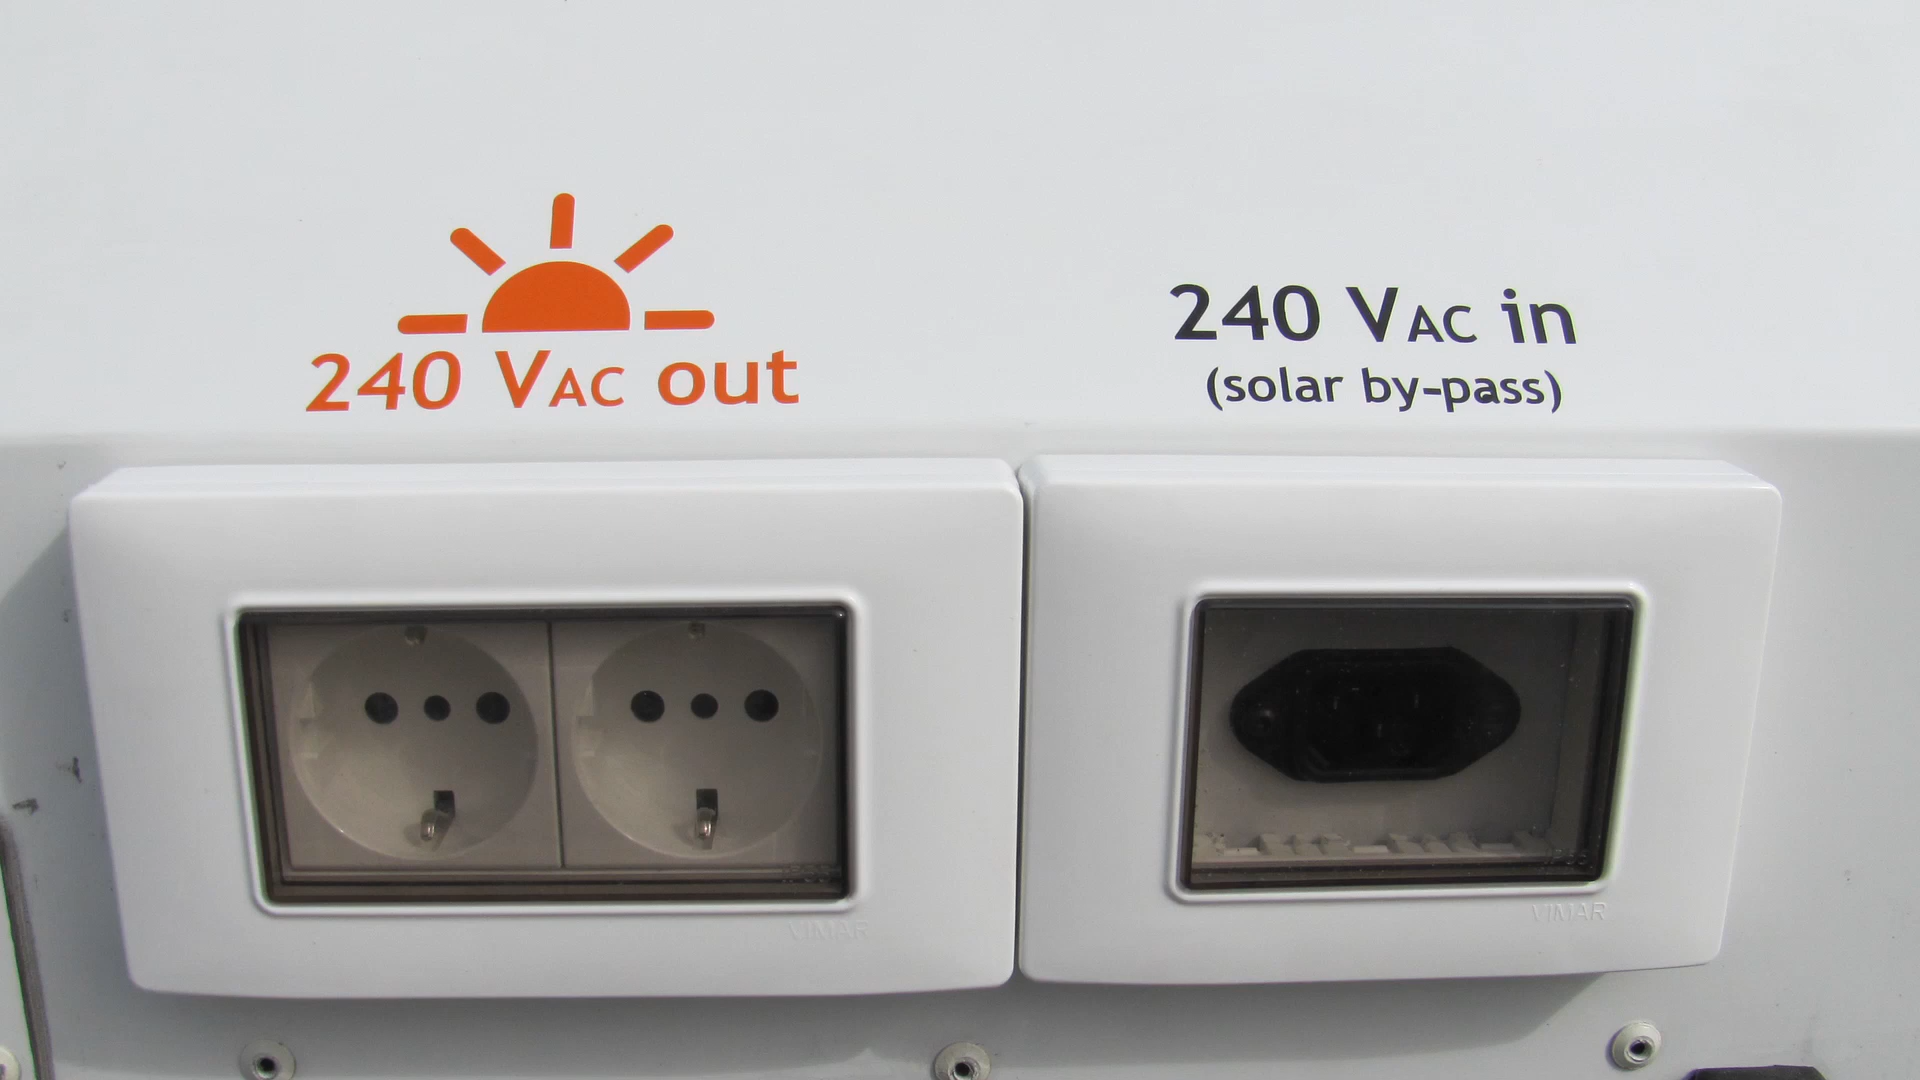 240 VAC out
240 VAC in
(solar by-pass)
VIMAR
VIMAR